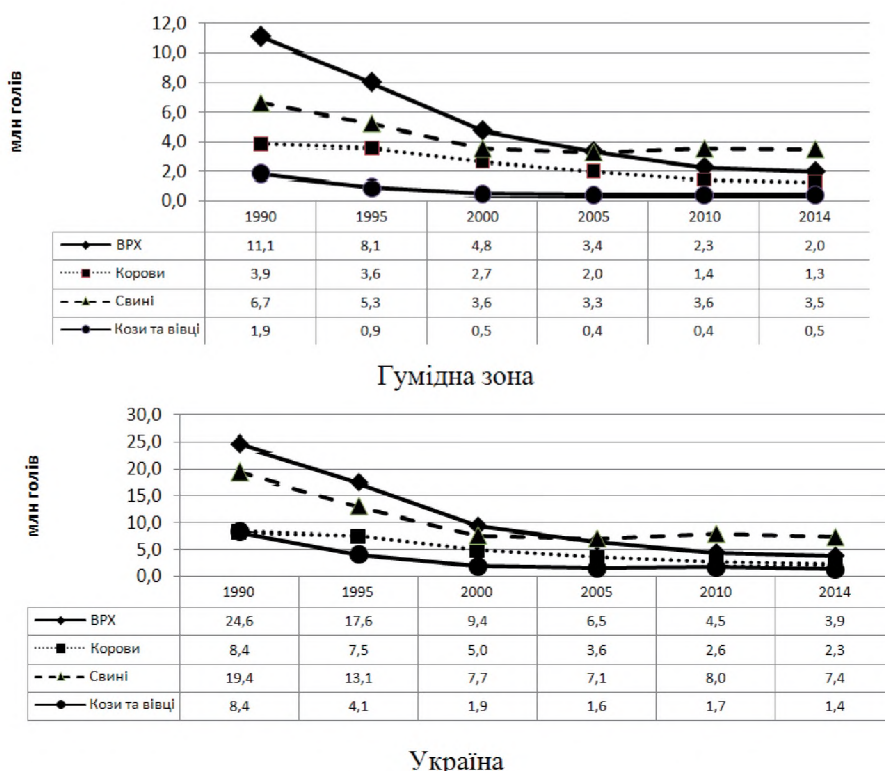 млн голів
12,0
10,0
8,0
6,0
4,0
2,0
0,0
1990 1995 2000 2005 2010 2014
ВРХ 11,1 8,1 4,8 3,4 2,3 2,0
Корови 3,9 3,6 2,7 2,0 1,4 1,3
Свині 6,7 5,3 3,6 3,3 3,6 3,5
Кози та вівці 1,9 0,9 0,5 0,4 0,4 0,5
Гумідна зона
млн голів
30,0
25,0
20,0
15,0
10,0
5,0
0,0
1990 1995 2000 2005 2010 2014
ВРХ 24,6 17,6 9,4 6,5 4,5 3,9
Корови 8,4 7,5 5,0 3,6 2,6 2,3
Свині 19,4 13,1 7,7 7,1 8,0 7,4
Кози та вівці 8,4 4,1 1,9 1,6 1,7 1,4
Україна